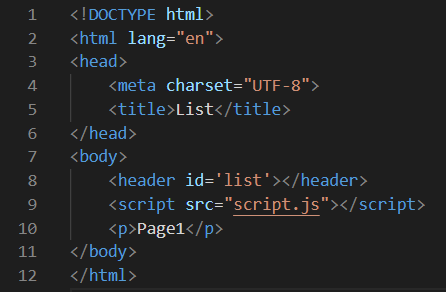 1 <!DOCTYPE html>
2 <html lang="en">
3 <head>
4     <meta charset="UTF-8">
5     <title>List</title>
6 </head>
7 <body>
8     <header id='list'></header>
9     <script src="script.js"></script>
10     <p>Page1</p>
11 </body>
12 </html>